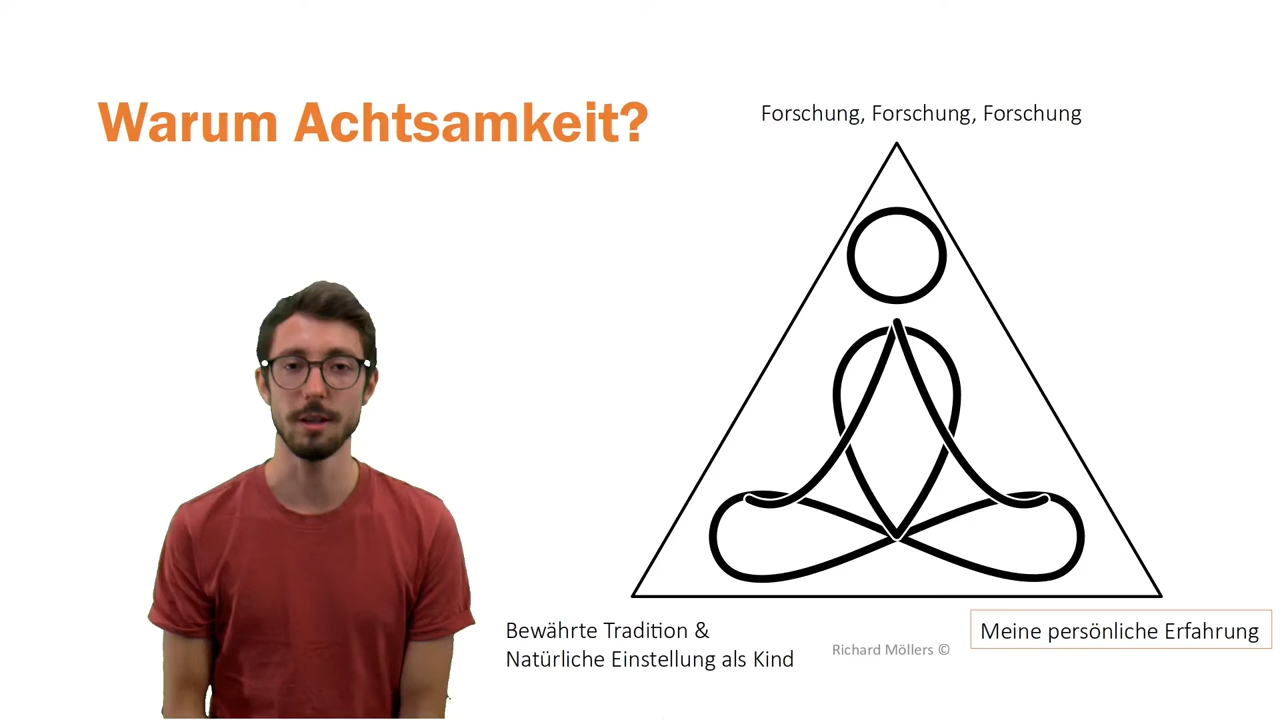 Warum Achtsamkeit?
Forschung, Forschung, Forschung
Bewährte Tradition &
Natürliche Einstellung als Kind
Richard Möllers ©
Meine persönliche Erfahrung